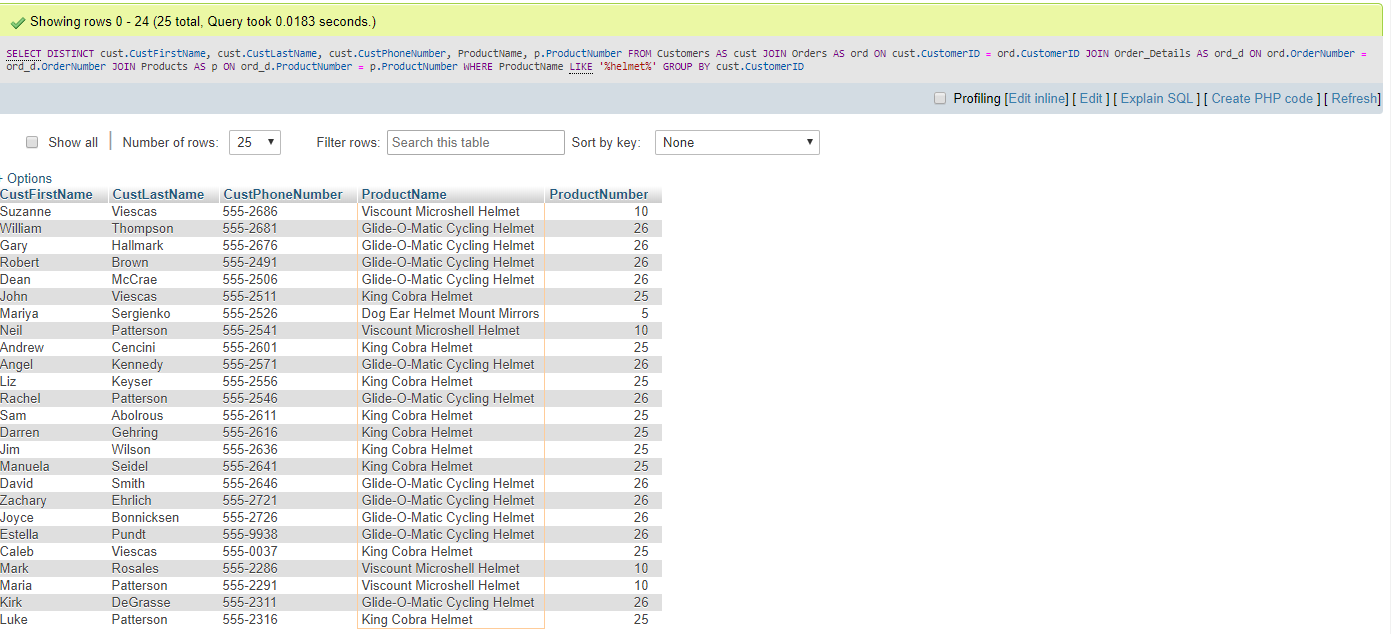 Showing rows 0 - 24 (25 total, Query took 0.0183 seconds.)
SELECT DISTINCT cust.CustFirstName, cust.CustLastName, cust.CustPhoneNumber, ProductName, p.ProductNumber FROM Customers AS cust JOIN Orders AS ord ON cust.CustomerID = ord.CustomerID JOIN Order_Details AS ord_d ON ord.OrderNumber =
ord_d.OrderNumber JOIN Products AS p ON ord_d.ProductNumber = p.ProductNumber WHERE ProductName LIKE '%helmet%' GROUP BY cust.CustomerID
Profiling [Edit inline] [ Edit ] [ Explain SQL ] [ Create PHP code ] [ Refresh]
Show all | Number of rows: 25 Filter rows: Search this table Sort by key: None
+ Options
CustFirstName CustLastName CustPhoneNumber ProductName ProductNumber
Suzanne Viescas 555-2686 Viscount Microshell Helmet 10
William Thompson 555-2681 Glide-O-Matic Cycling Helmet 26
Gary Hallmark 555-2676 Glide-O-Matic Cycling Helmet 26
Robert Brown 555-2491 Glide-O-Matic Cycling Helmet 26
Dean McCrae 555-2506 Glide-O-Matic Cycling Helmet 26
John Viescas 555-2511 King Cobra Helmet 25
Mariya Sergienko 555-2526 Dog Ear Helmet Mount Mirrors 5
Neil Patterson 555-2541 Viscount Microshell Helmet 10
Andrew Cencini 555-2601 King Cobra Helmet 25
Angel Kennedy 555-2571 Glide-O-Matic Cycling Helmet 26
Liz Keyser 555-2556 King Cobra Helmet 25
Rachel Patterson 555-2546 Glide-O-Matic Cycling Helmet 26
Sam Abolrous 555-2611 King Cobra Helmet 25
Darren Gehring 555-2616 King Cobra Helmet 25
Jim Wilson 555-2636 King Cobra Helmet 25
Manuela Seidel 555-2641 King Cobra Helmet 25
David Smith 555-2646 Glide-O-Matic Cycling Helmet 26
Zachary Ehrlich 555-2721 Glide-O-Matic Cycling Helmet 26
Joyce Bonnicksen 555-2726 Glide-O-Matic Cycling Helmet 26
Estella Pundt 555-9938 Glide-O-Matic Cycling Helmet 26
Caleb Viescas 555-0037 King Cobra Helmet 25
Mark Rosales 555-2286 Viscount Microshell Helmet 10
Maria Patterson 555-2291 Viscount Microshell Helmet 10
Kirk DeGrasse 555-2311 Glide-O-Matic Cycling Helmet 26
Luke Patterson 555-2316 King Cobra Helmet 25